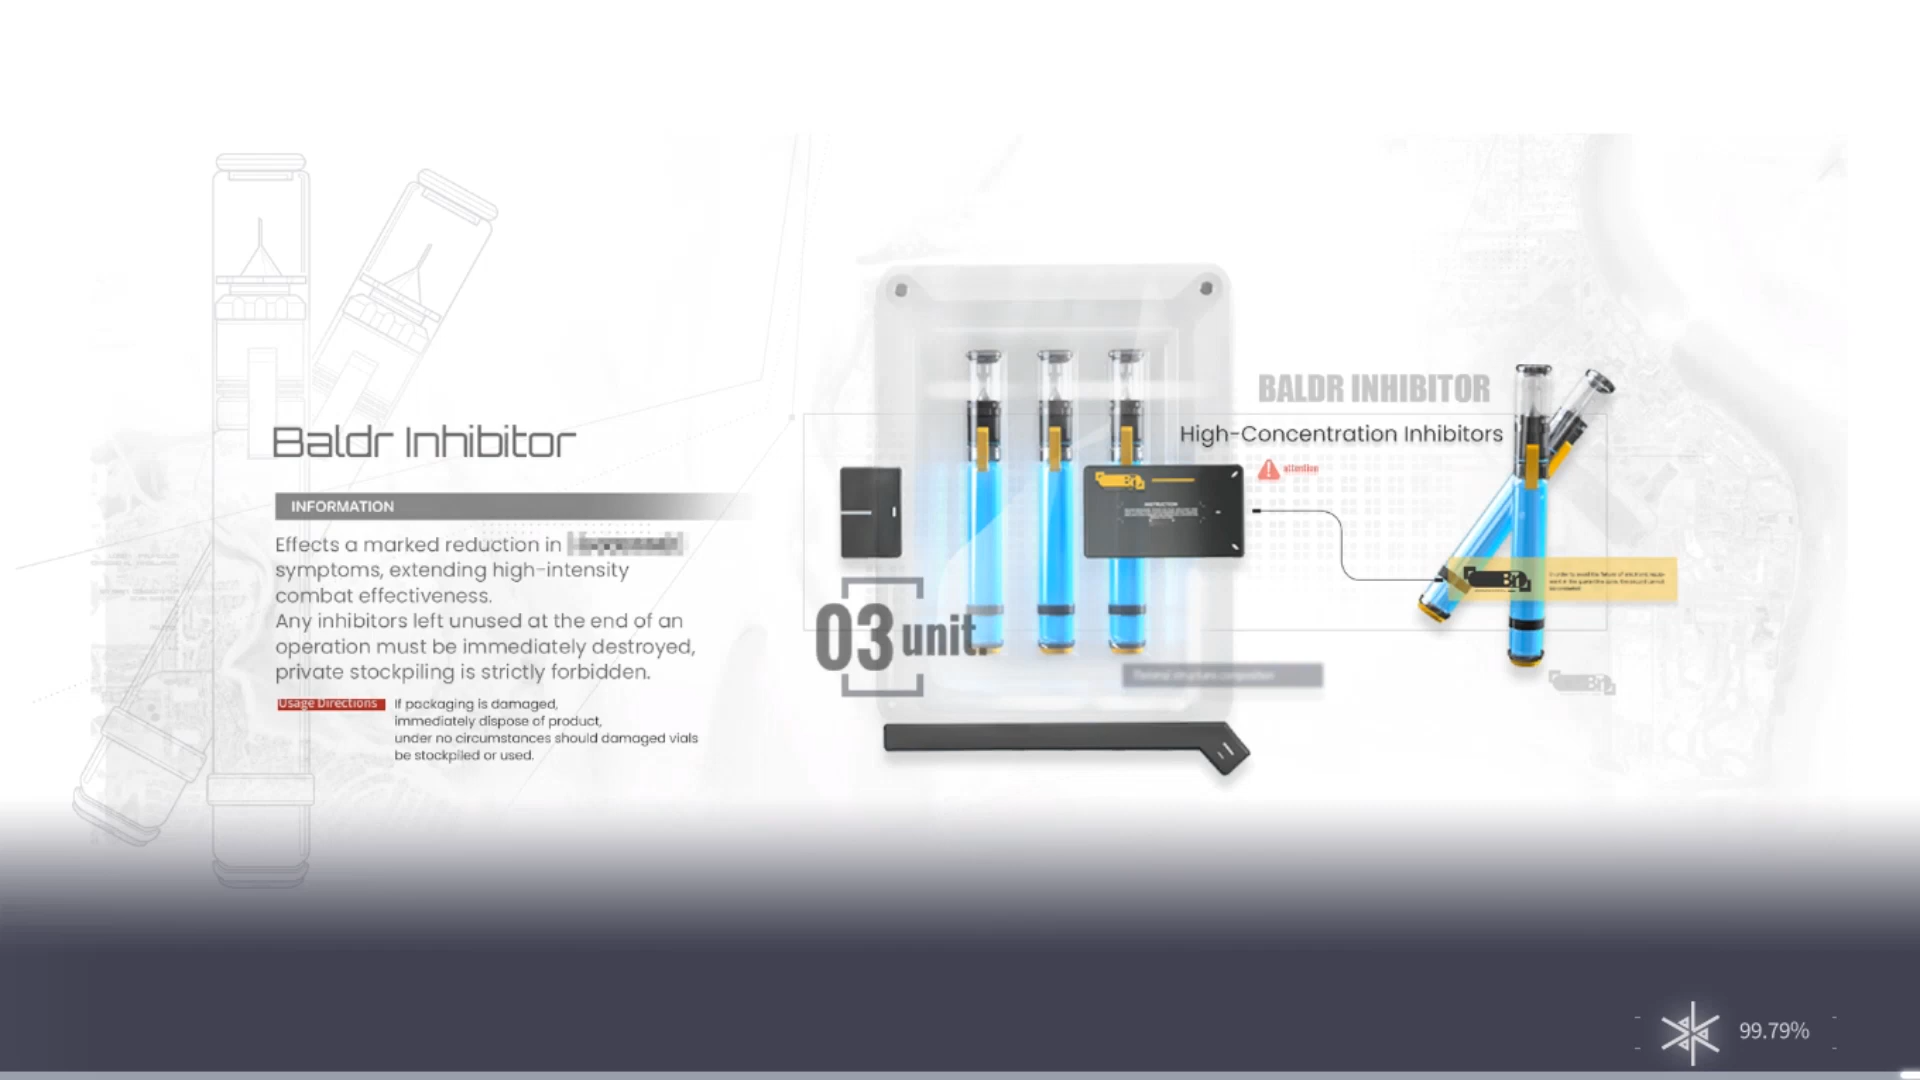 Baldr Inhibitor
INFORMATION
Effects a marked reduction in
symptoms, extending high-intensity
combat effectiveness.
Any inhibitors left unused at the end of an
operation must be immediately destroyed,
private stockpiling is strictly forbidden.
Usage Directions
If packaging is damaged,
immediately dispose of product,
under no circumstances should damaged vials
be stockpiled or used.
BALDR INHIBITOR
High-Concentration Inhibitors
attention
INSTRUCTION
03 unit.
99.79%